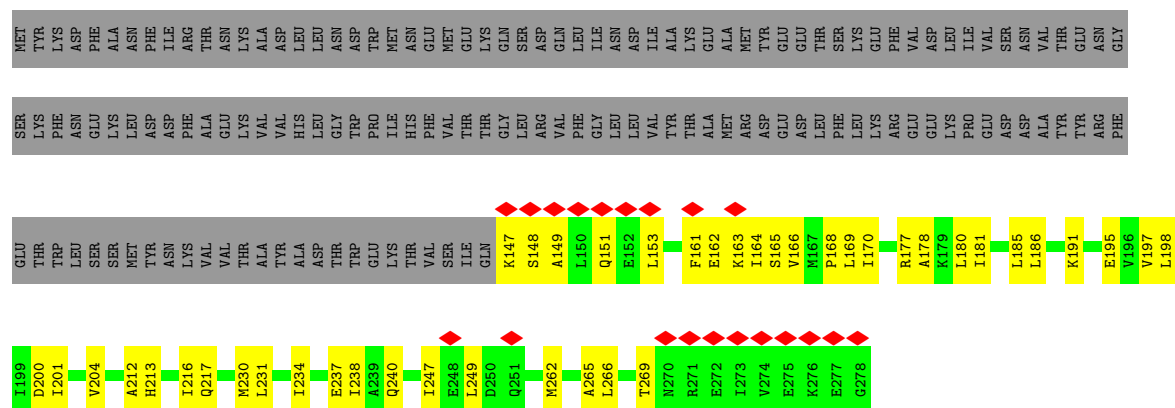 MET TYR LYS ASP PHE ALA ASN PHE ILE ARG THR ASN LYS ALA ASP LEU LEU ASN ASP TRP MET ASN GLU MET GLU LYS GLN SER ASP GLN LEU ILE ASN ASP ILE ALA LYS GLU ALA MET TYR GLU GLU THR SER LYS GLU PHE VAL ASP LEU ILE VAL SER ASN VAL THR GLU ASN GLY
SER LYS PHE ASN GLU LYS LEU ASP ASP PHE ALA GLU LYS VAL VAL HIS LEU GLY TRP PRO ILE HIS PHE VAL THR THR GLY LEU ARG VAL PHE GLY LEU LEU VAL TYR THR ALA MET ARG ASP GLU ASP LEU PHE LEU LYS ARG GLU GLU LYS PRO GLU ASP ASP ALA TYR TYR ARG PHE
GLU THR TRP LEU SER SER MET TYR ASN LYS VAL VAL THR ALA TYR ALA ASP THR TRP GLU LYS THR VAL SER ILE GLN K147 S148 A149 L150 Q151 E152 L153 F161 E162 K163 I164 S165 V166 M167 P168 L169 I170 R177 A178 K179 L180 I181 L185 L186 K191 E195 V196 V197 L198
I199 D200 I201 V204 A212 H213 I216 Q217 M230 L231 I234 E237 I238 A239 Q240 I247 E248 L249 D250 Q251 M262 A265 L266 T269 N270 R271 E272 I273 V274 E275 K276 E277 G278